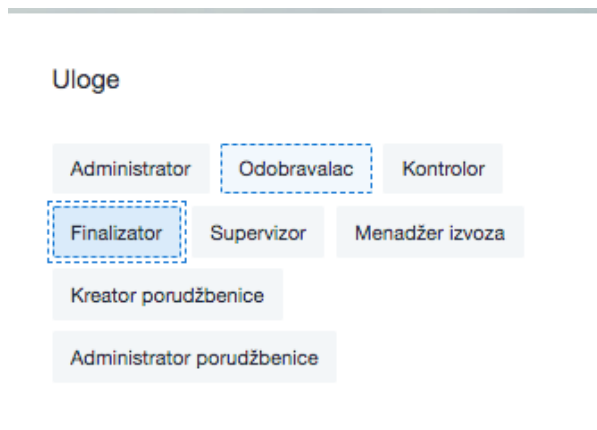 Uloge
Administrator Odobravalac Kontrolor
Finalizator Supervizor Menadžer izvoza
Kreator porudžbenice
Administrator porudžbenice